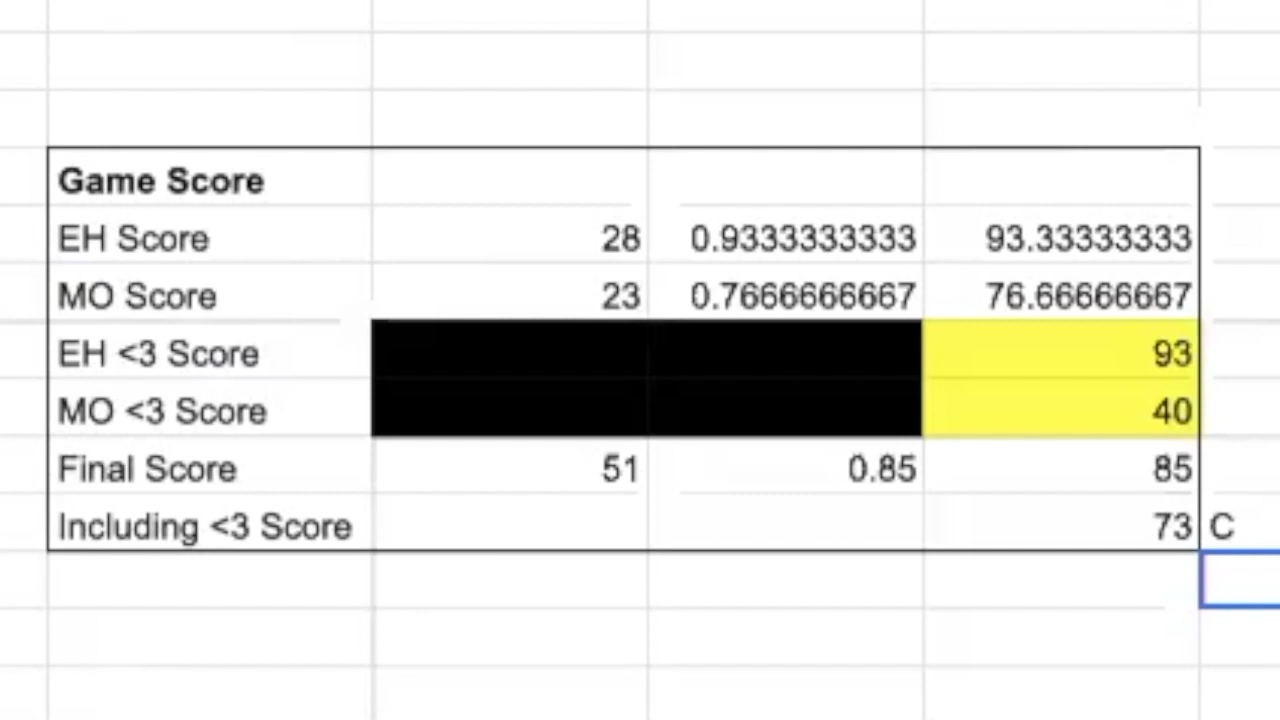 Game Score
EH Score 28 0.9333333333 93.33333333
MO Score 23 0.7666666667 76.66666667
EH <3 Score 93
MO <3 Score 40
Final Score 51 0.85 85
Including <3 Score 73 C